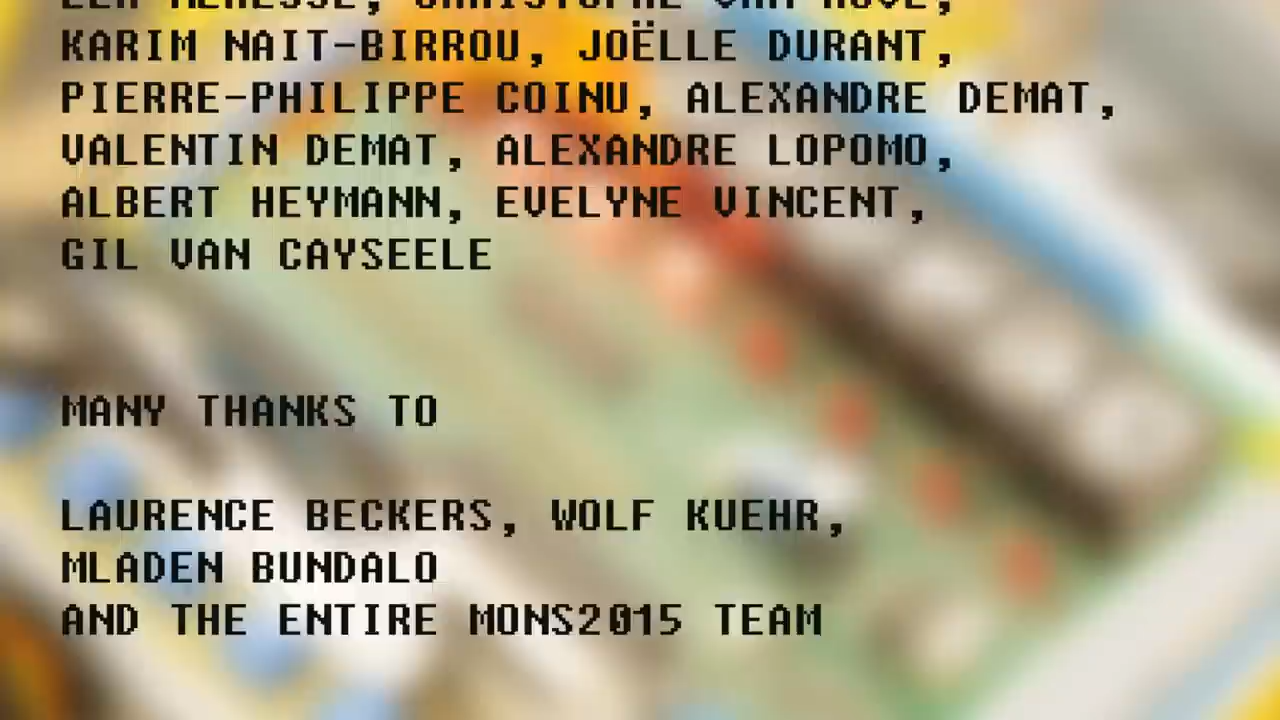 KARIM NAIT-BIRROU, JOËLLE DURANT,
PIERRE-PHILIPPE COINU, ALEXANDRE DEMAT,
VALENTIN DEMAT, ALEXANDRE LOPOMO,
ALBERT HEYMANN, EVELYNE VINCENT,
GIL VAN CAYSEELE
MANY THANKS TO
LAURENCE BECKERS, WOLF KUEHR,
MLADEN BUNDALO
AND THE ENTIRE MONS2015 TEAM